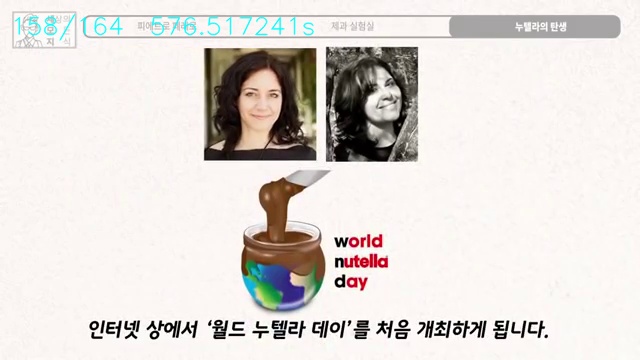 158/164 576.517241s
제과 실험실
누텔라의 탄생
world
nutella
day
인터넷 상에서 ‘월드 누텔라 데이’를 처음 개최하게 됩니다.